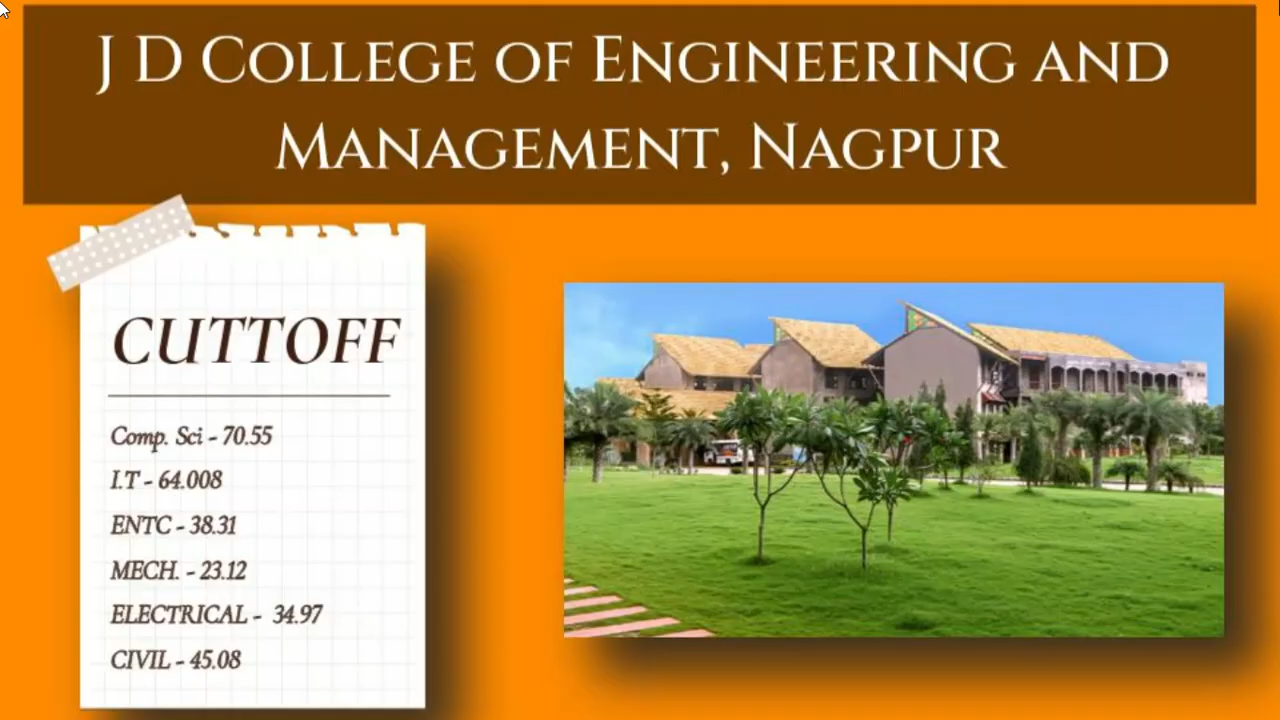 J D COLLEGE OF ENGINEERING AND
MANAGEMENT, NAGPUR
CUTTOFF
Comp. Sci - 70.55
I.T - 64.008
ENTC - 38.31
MECH. - 23.12
ELECTRICAL - 34.97
CIVIL - 45.08